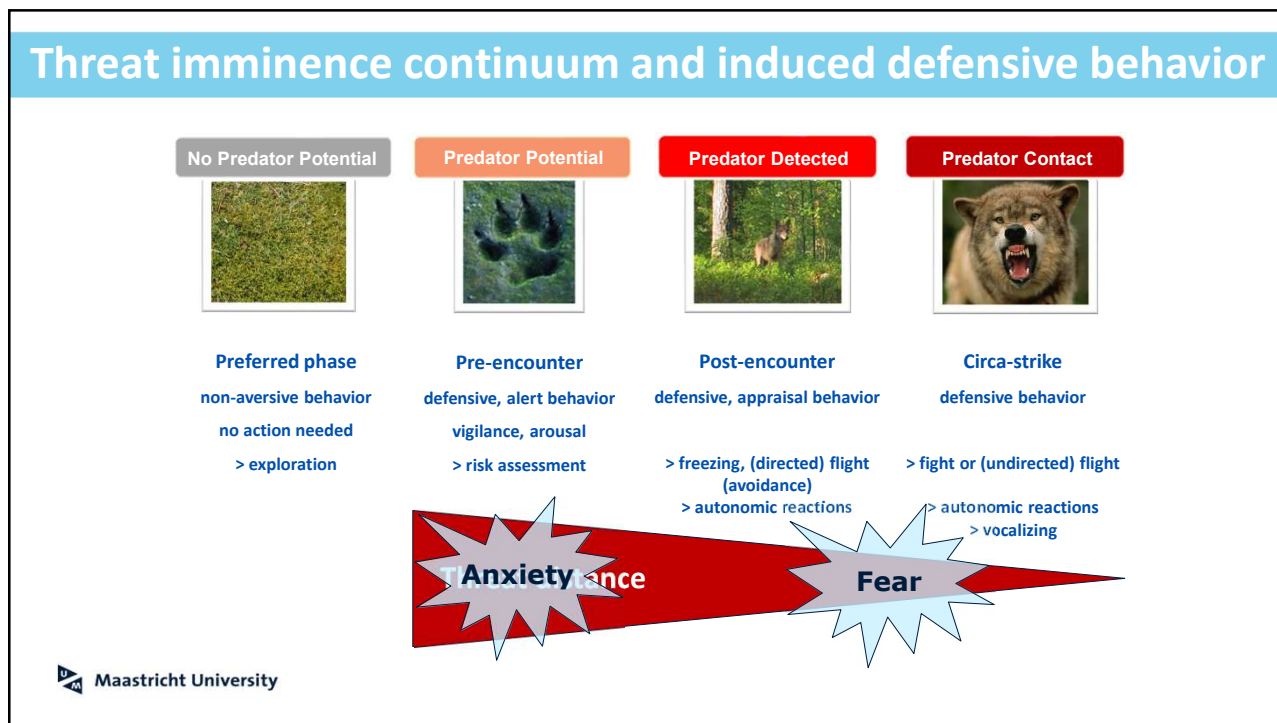 Threat imminence continuum and induced defensive behavior
No Predator Potential
Predator Potential
Predator Detected
Predator Contact
Preferred phase
non-aversive behavior
no action needed
> exploration
Pre-encounter
defensive, alert behavior
vigilance, arousal
> risk assessment
Post-encounter
defensive, appraisal behavior
> freezing, (directed) flight
(avoidance)
> autonomic reactions
Circa-strike
defensive behavior
> fight or (undirected) flight
> autonomic reactions
> vocalizing
Threat distance
Anxiety
Fear
UM
Maastricht University